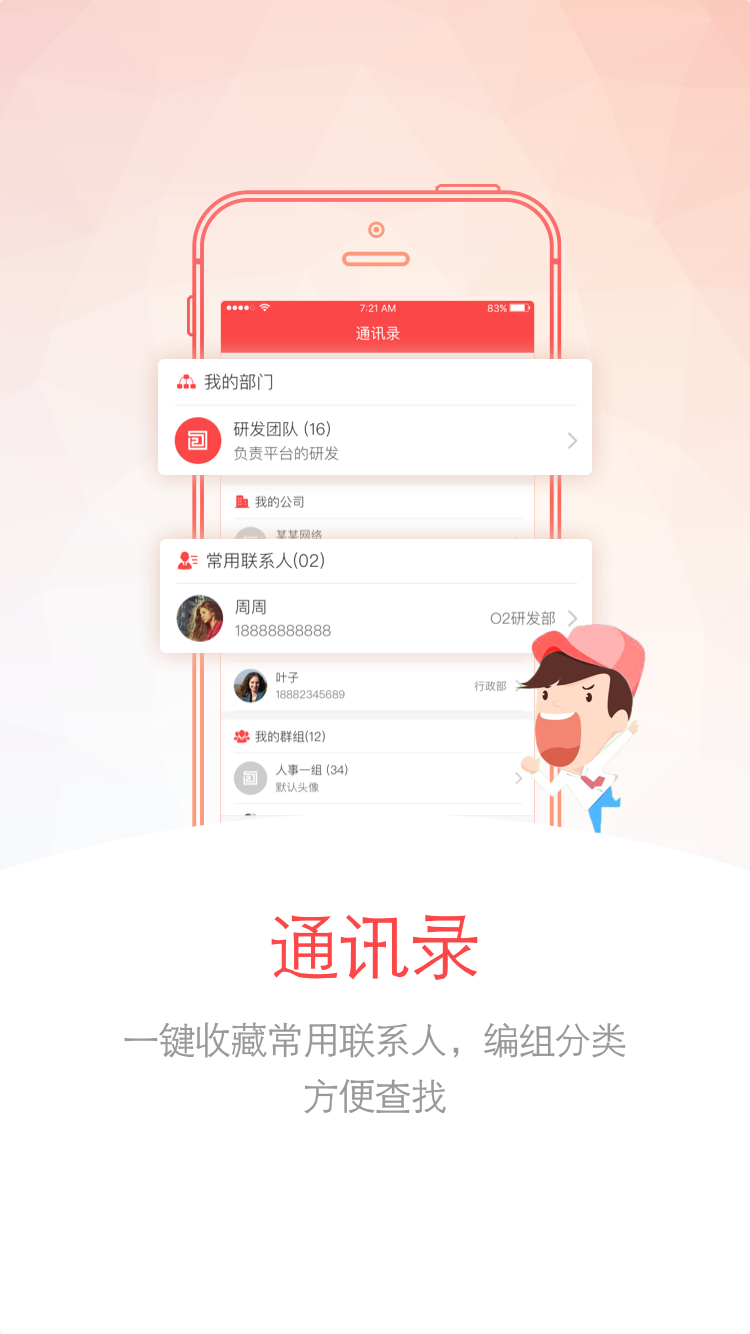 7:21 AM
83%
通讯录
我的部门
研发团队 (16)
负责平台的研发
我的公司
某某网络
常用联系人(02)
周周
18888888888
O2研发部
叶子
18882345689
行政部
我的群组(12)
人事一组 (34)
默认头像
通讯录
一键收藏常用联系人，编组分类
方便查找